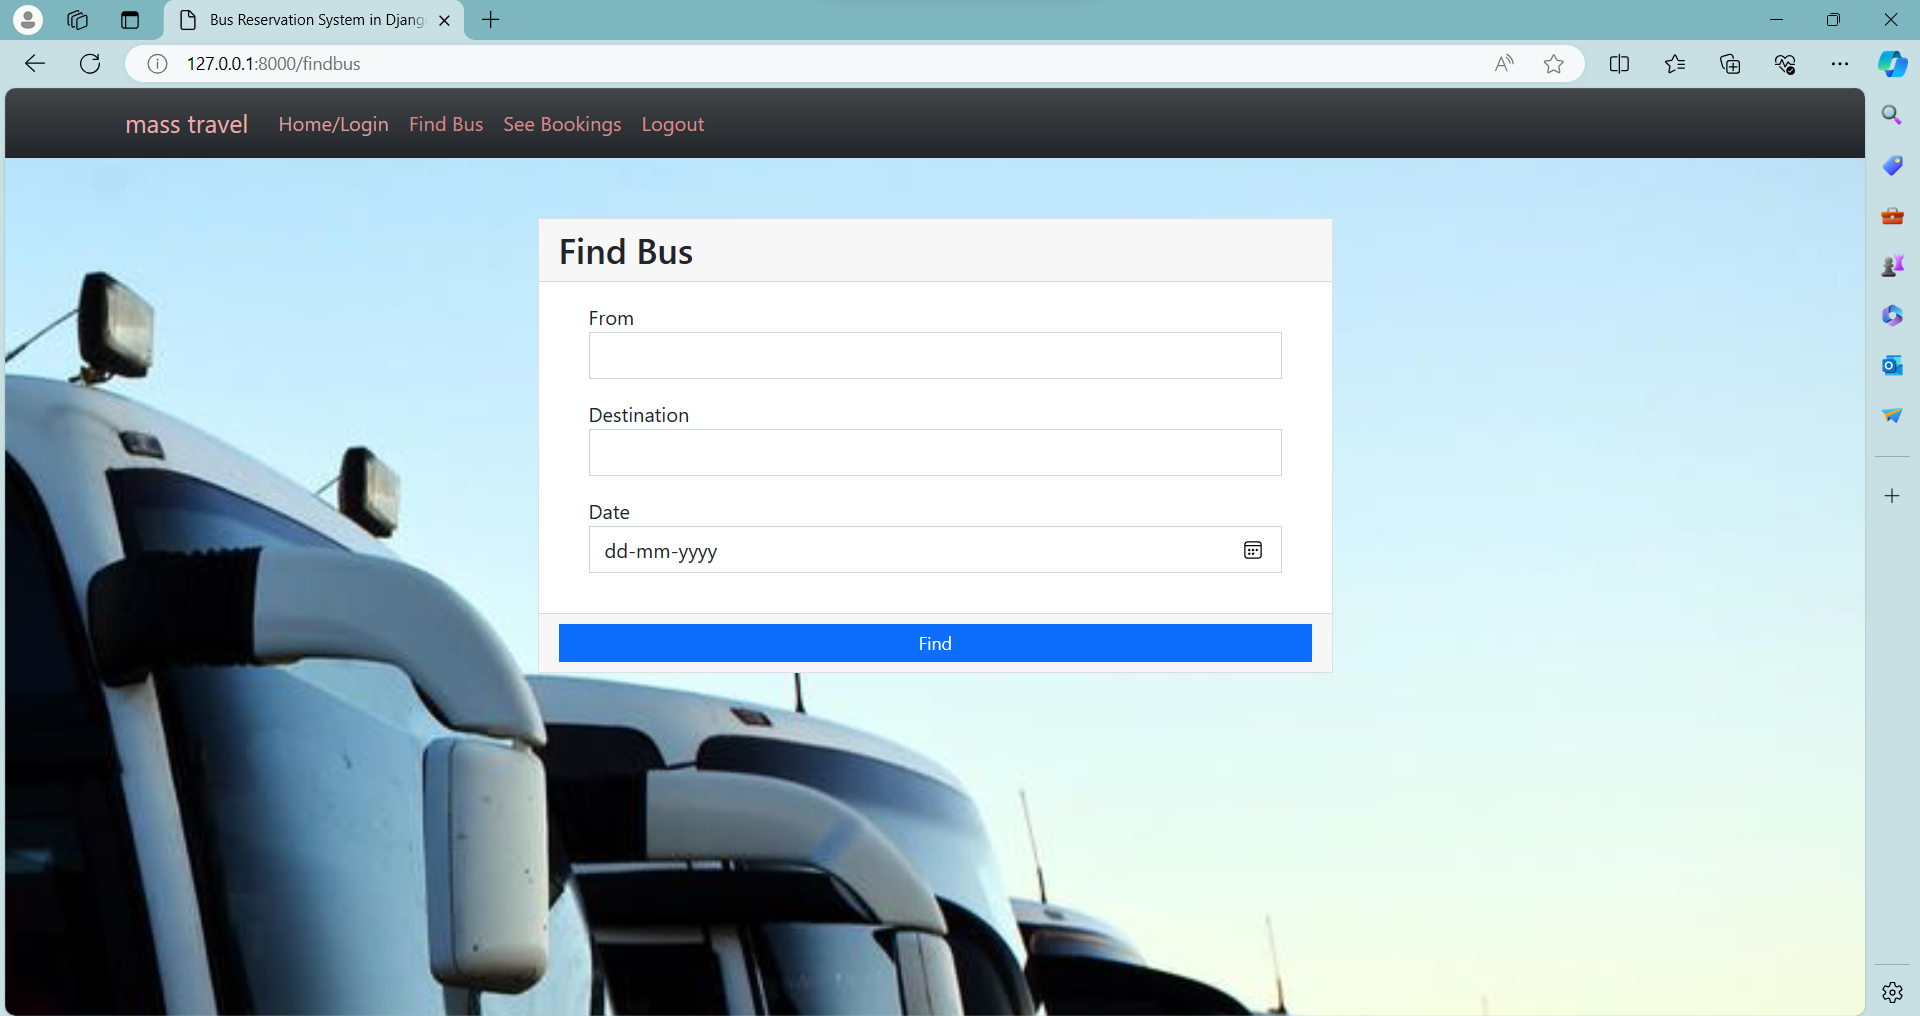 Bus Reservation System in Djang
127.0.0.1:8000/findbus
mass travel Home/Login Find Bus See Bookings Logout
Find Bus
From
Destination
Date
dd-mm-yyyy
Find